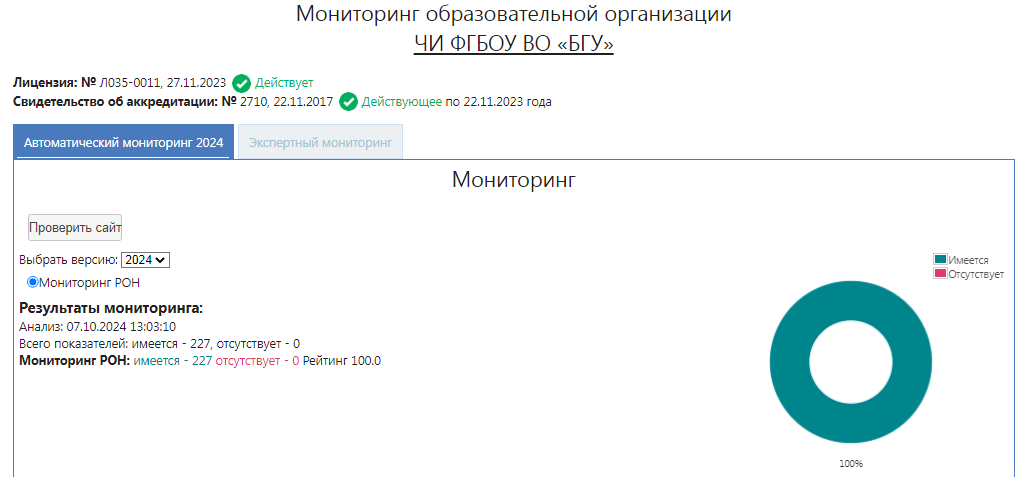 Мониторинг образовательной организации
ЧИ ФГБОУ ВО «БГУ»
Лицензия: № Л035-0011, 27.11.2023 Действует
Свидетельство об аккредитации: № 2710, 22.11.2017 Действующее по 22.11.2023 года
Автоматический мониторинг 2024 Экспертный мониторинг
Мониторинг
Проверить сайт
Выбрать версию: 2024
Мониторинг РОН
Результаты мониторинга:
Анализ: 07.10.2024 13:03:10
Всего показателей: имеется - 227, отсутствует - 0
Мониторинг РОН: имеется - 227 отсутствует - 0 Рейтинг 100.0
Имеется
Отсутствует
100%